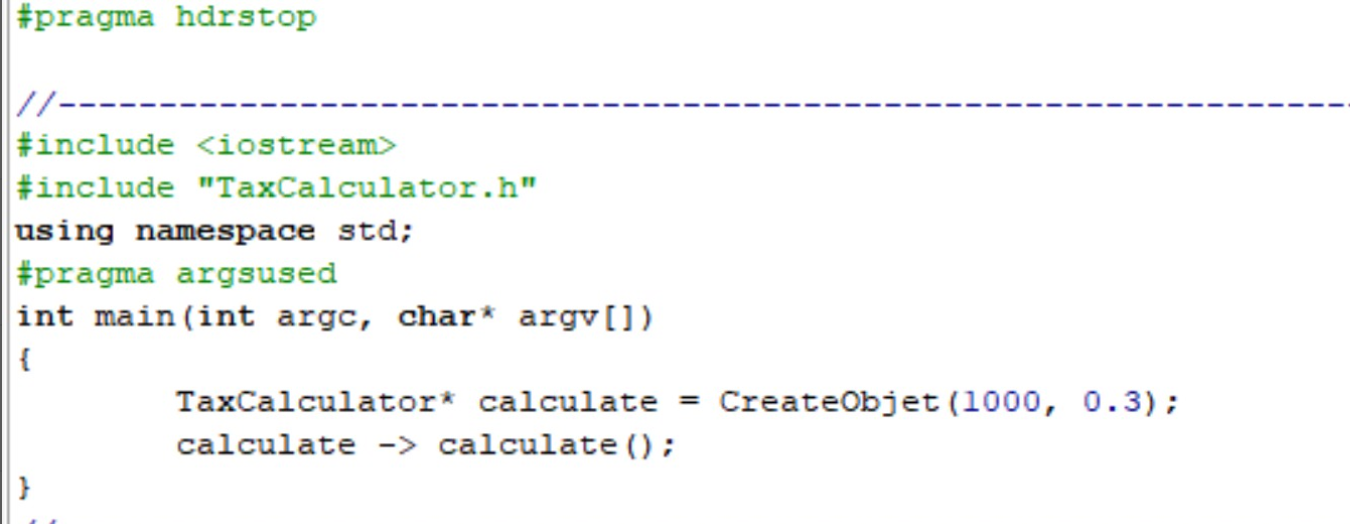 #pragma hdrstop
//-----------------------------------------------------------------
#include <iostream>
#include "TaxCalculator.h"
using namespace std;
#pragma argsused
int main(int argc, char* argv[])
{
        TaxCalculator* calculate = CreateObjet(1000, 0.3);
        calculate -> calculate();
}
//